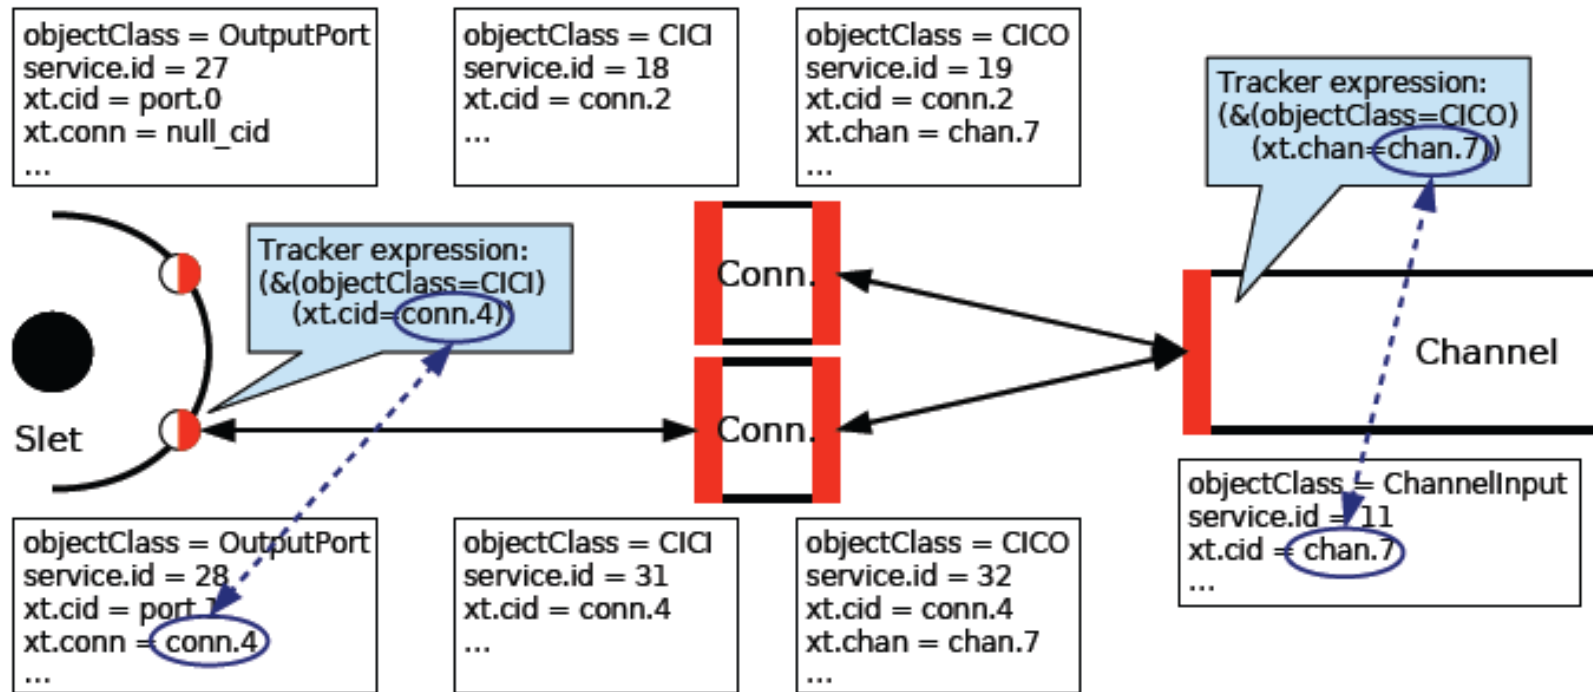 objectClass = OutputPort
service.id = 27
xt.cid = port.0
xt.conn = null_cid
...
objectClass = CICI
service.id = 18
xt.cid = conn.2
...
objectClass = CICO
service.id = 19
xt.cid = conn.2
xt.chan = chan.7
...
Tracker expression:
(&(objectClass=CICO)
(xt.chan=chan.7))
Tracker expression:
(&(objectClass=CICI)
(xt.cid=conn.4))
Conn.
Channel
Slet
Conn.
objectClass = OutputPort
service.id = 28
xt.cid = port.1
xt.conn = conn.4
...
objectClass = CICI
service.id = 31
xt.cid = conn.4
...
objectClass = CICO
service.id = 32
xt.cid = conn.4
xt.chan = chan.7
...
objectClass = ChannelInput
service.id = 11
xt.cid = chan.7
...